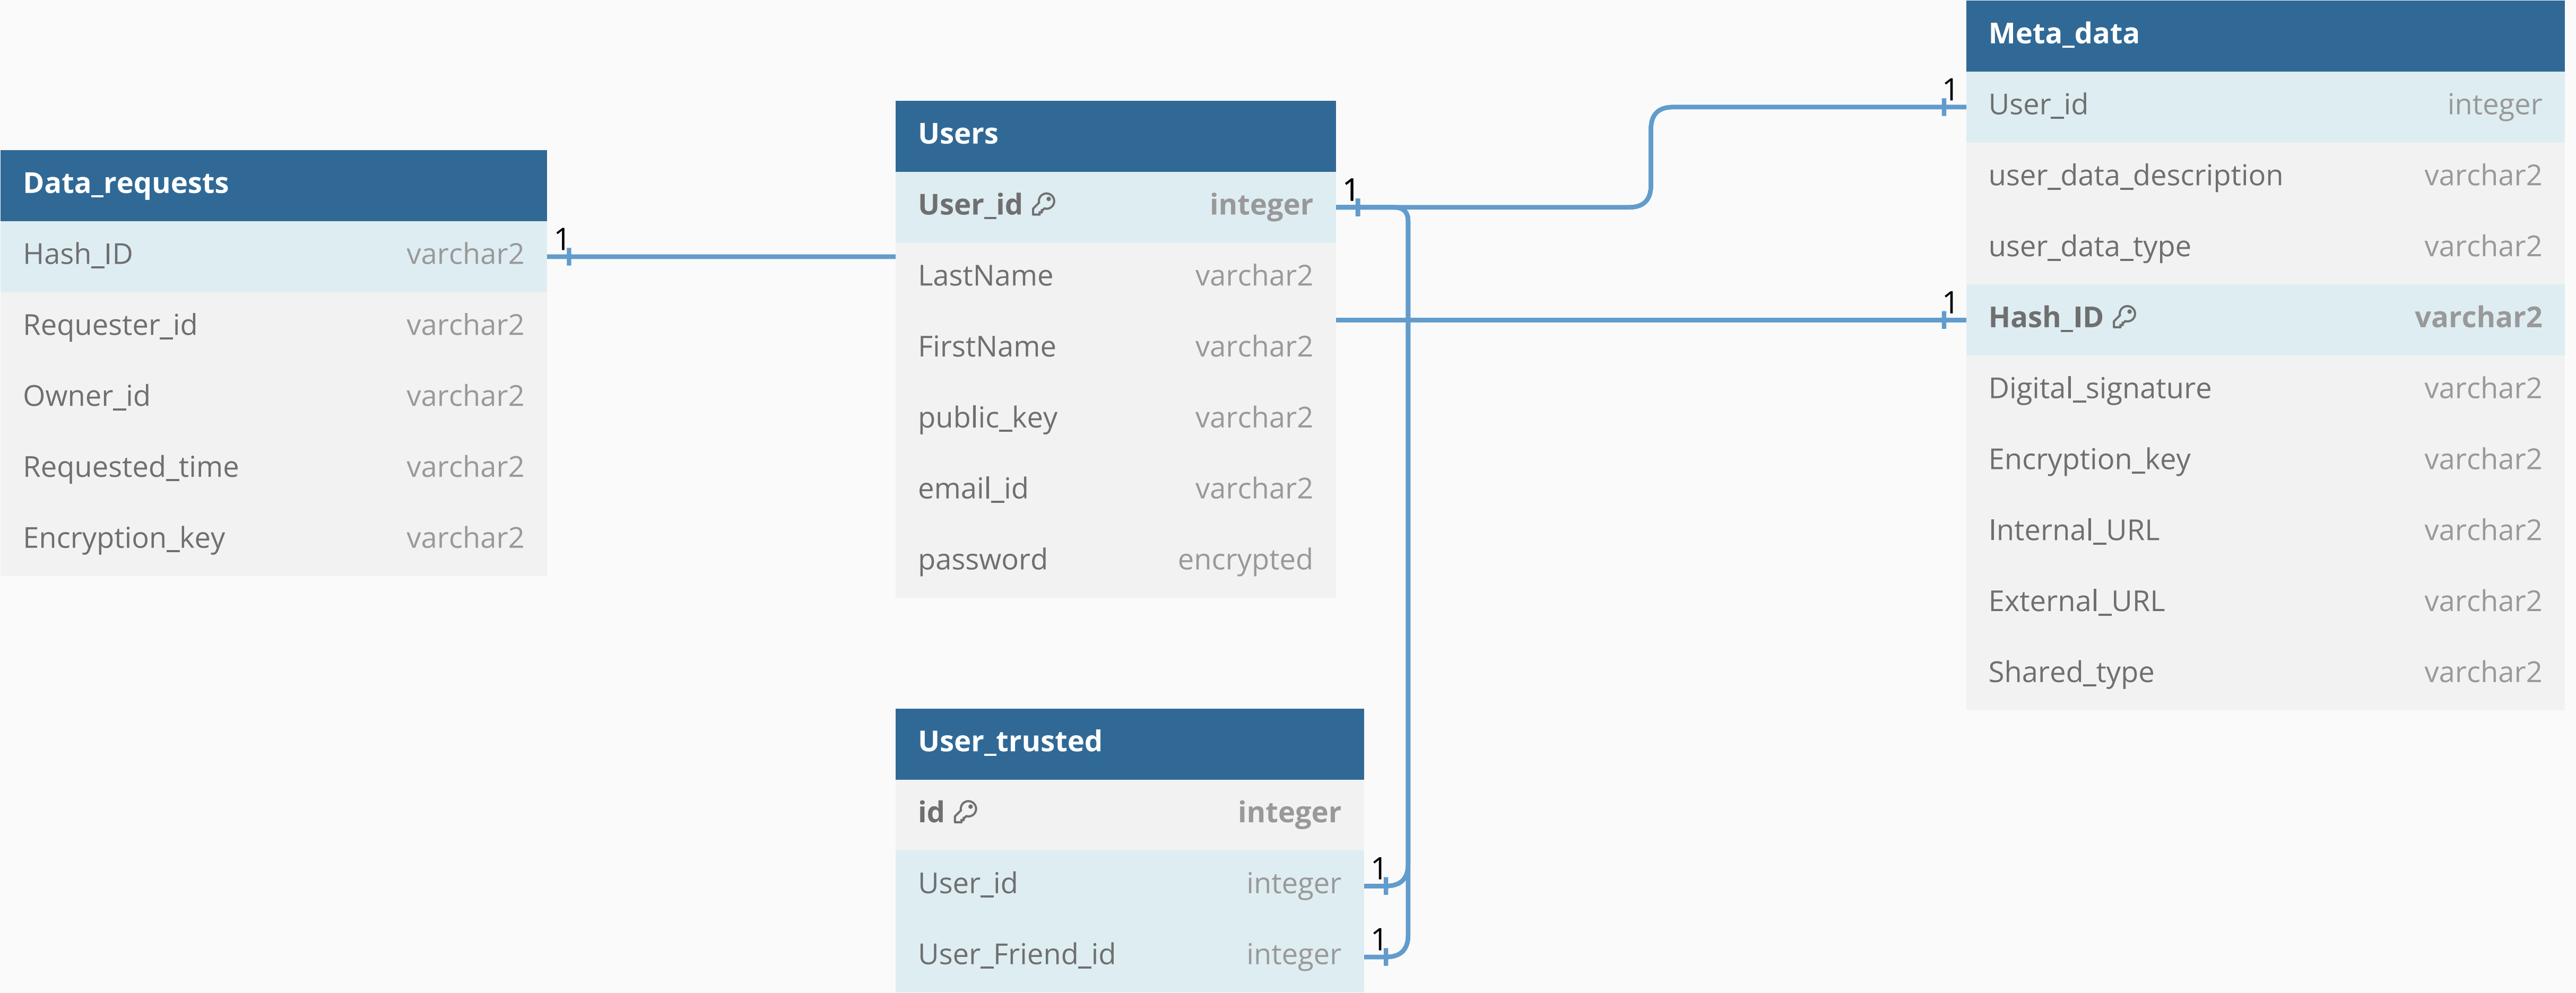 Data_requests
Hash_ID varchar2
Requester_id varchar2
Owner_id varchar2
Requested_time varchar2
Encryption_key varchar2
1
Users
User_id integer
LastName varchar2
FirstName varchar2
public_key varchar2
email_id varchar2
password encrypted
1
User_trusted
id integer
User_id integer
User_Friend_id integer
1
1
Meta_data
1
User_id integer
user_data_description varchar2
user_data_type varchar2
1
Hash_ID varchar2
Digital_signature varchar2
Encryption_key varchar2
Internal_URL varchar2
External_URL varchar2
Shared_type varchar2